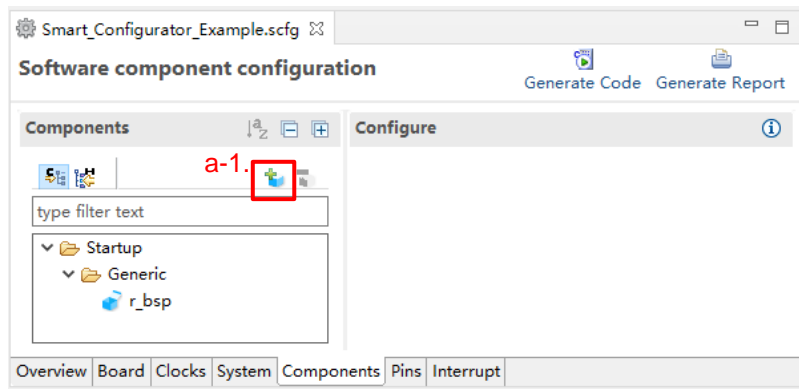 Smart_Configurator_Example.scfg
Software component configuration
Generate Code Generate Report
Components
Configure
a-1.
type filter text
Startup
Generic
r_bsp
Overview Board Clocks System Components Pins Interrupt